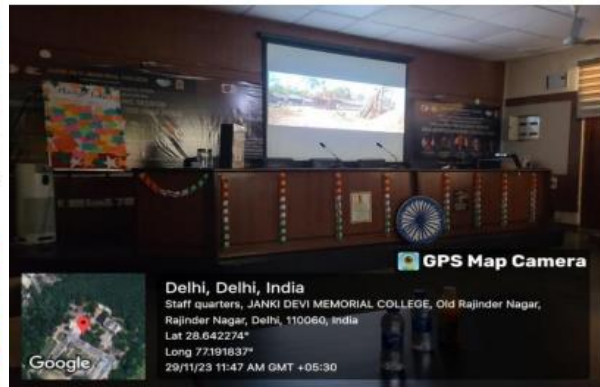 GPS Map Camera
Delhi, Delhi, India
Staff quarters, JANKI DEVI MEMORIAL COLLEGE, Old Rajinder Nagar,
Rajinder Nagar, Delhi, 110060, India
Lat 28.642274°
Long 77.191837°
29/11/23 11:47 AM GMT +05:30
Google